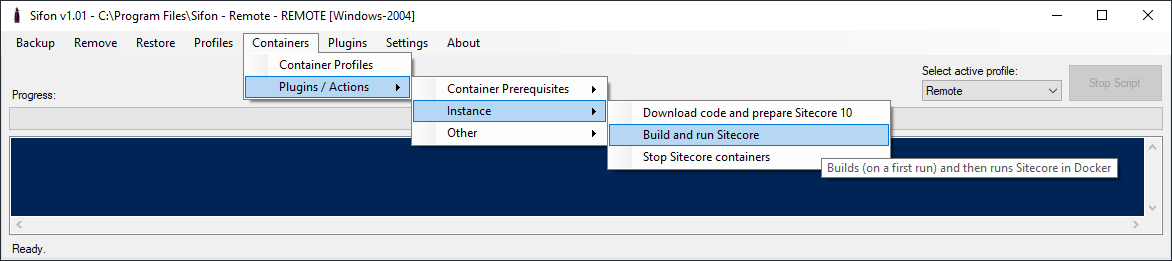 Sifon v1.01 - C:\Program Files\Sifon - Remote - REMOTE [Windows-2004]
Backup Remove Restore Profiles Containers Plugins Settings About
Container Profiles
Plugins / Actions
Select active profile:
Remote
Stop Script
Progress:
Container Prerequisites
Instance
Other
Download code and prepare Sitecore 10
Build and run Sitecore
Stop Sitecore containers
Builds (on a first run) and then runs Sitecore in Docker
Ready.